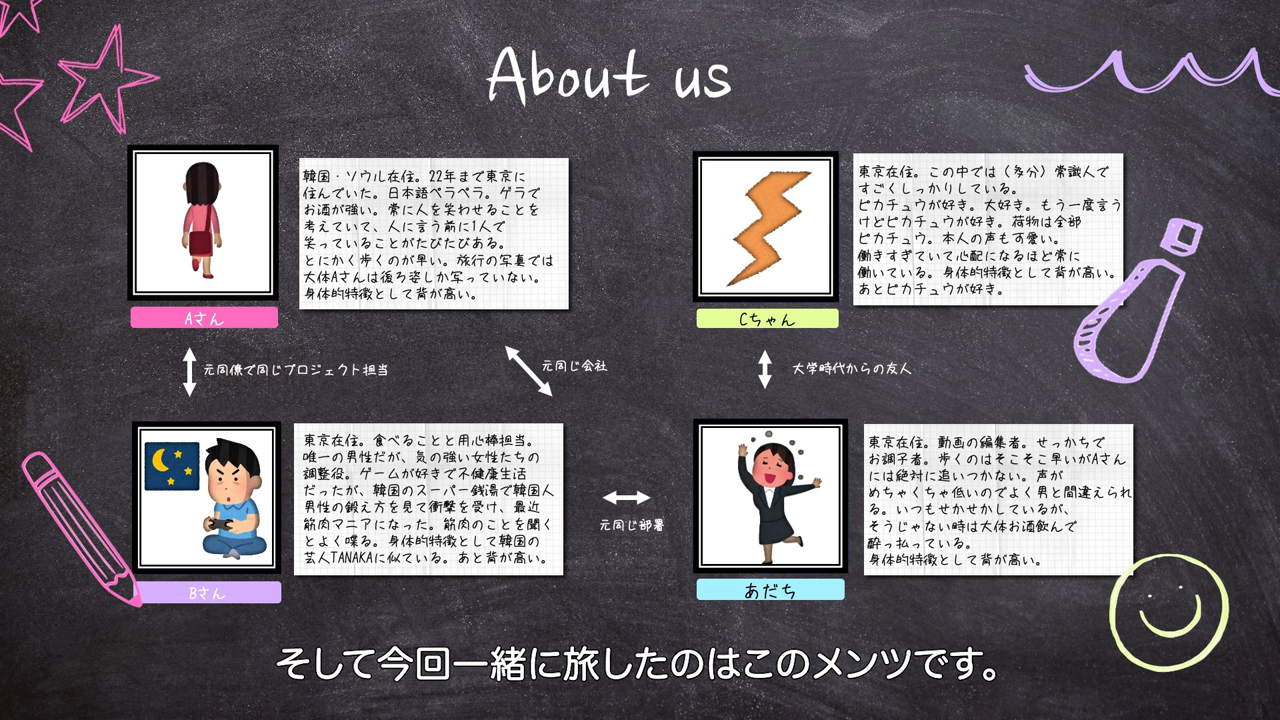 About us
韓国・ソウル在住。22年まで東京に
住んでいた。日本語ペラペラ。ゲラで
お酒が強い。常に人を笑わせることを
考えていて、人に言う前に1人で
笑っていることがたびたびある。
とにかく歩くのが早い。旅行の写真では
大体Aさんは後ろ姿しか写っていない。
身体的特徴として背が高い。
Aさん
東京在住。この中では（多分）常識人で
すごくしっかりしている。
ピカチュウが好き。大好き。もう一度言う
けどピカチュウが好き。荷物は全部
ピカチュウ。本人の声も可愛い。
働きすぎていて心配になるほど常に
働いている。身体的特徴として背が高い。
あとピカチュウが好き。
Cちゃん
元同僚で同じプロジェクト担当
元同じ会社
大学時代からの友人
東京在住。食べることと用心棒担当。
唯一の男性だが、気の強い女性たちの
調整役。ゲームが好きで不健康生活
だったが、韓国のスーパー銭湯で韓国人
男性の鍛え方を見て衝撃を受け、最近
筋肉マニアになった。筋肉のことを聞く
とよく喋る。身体的特徴として韓国の
芸人TANAKAに似ている。あと背が高い。
Bさん
元同じ部署
東京在住。動画の編集者。せっかちで
お調子者。歩くのはそこそこ早いがAさん
には絶対に追いつかない。声が
めちゃくちゃ低いのでよく男と間違えられ
る。いつもせかせかしているが、
そうじゃない時は大体お酒飲んで
酔っ払っている。
身体的特徴として背が高い。
あだち
そして今回一緒に旅したのはこのメンツです。